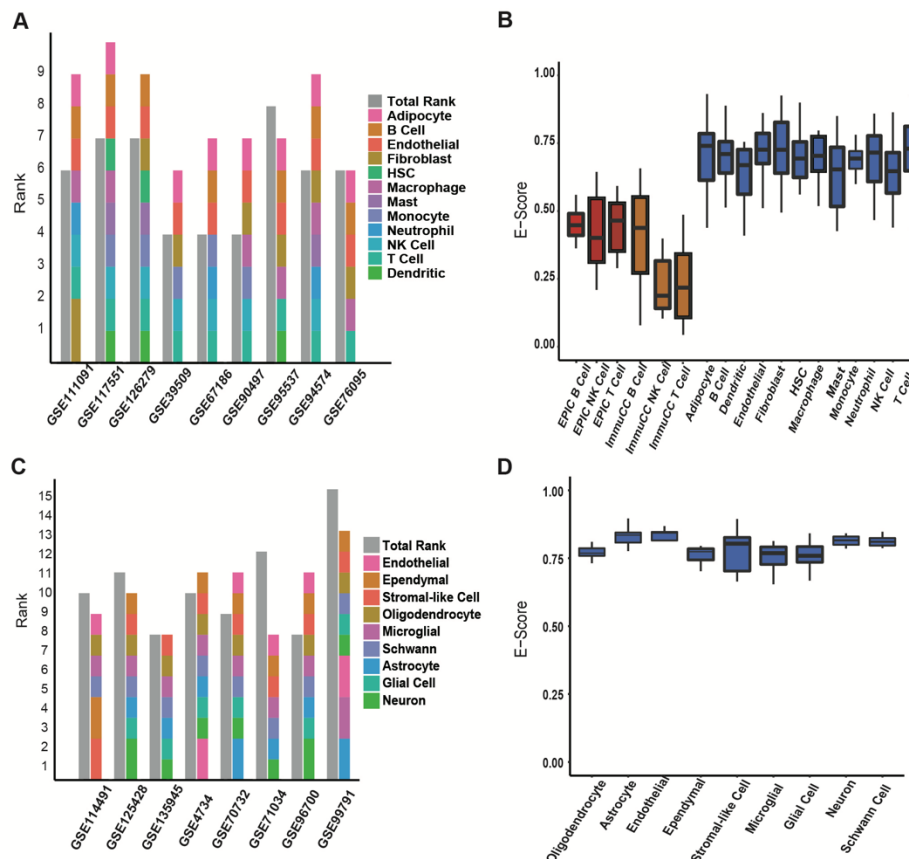 A
Rank
9
8
7
6
5
4
3
2
1
GSE111091
GSE117551
GSE126279
GSE39509
GSE67186
GSE90497
GSE95537
GSE94574
GSE76095
Total Rank
Adipocyte
B Cell
Endothelial
Fibroblast
HSC
Macrophage
Mast
Monocyte
Neutrophil
NK Cell
T Cell
Dendritic
B
E-Score
1.00
0.75
0.50
0.25
0.00
EPIC B Cell
EPIC NK Cell
EPIC T Cell
ImmuCC B Cell
ImmuCC NK Cell
ImmuCC T Cell
Adipocyte
B Cell
Dendritic
Endothelial
Fibroblast
HSC
Macrophage
Mast
Monocyte
Neutrophil
NK Cell
T Cell
C
Rank
15
14
13
12
11
10
9
8
7
6
5
4
3
2
1
GSE114491
GSE125428
GSE135945
GSE4734
GSE70732
GSE71034
GSE96700
GSE99791
Total Rank
Endothelial
Ependymal
Stromal-like Cell
Oligodendrocyte
Microglial
Schwann
Astrocyte
Glial Cell
Neuron
D
E-Score
1.00
0.75
0.50
0.25
0.00
Oligodendrocyte
Astrocyte
Endothelial
Ependymal
Stromal-like Cell
Microglial
Glial Cell
Neuron
Schwann Cell